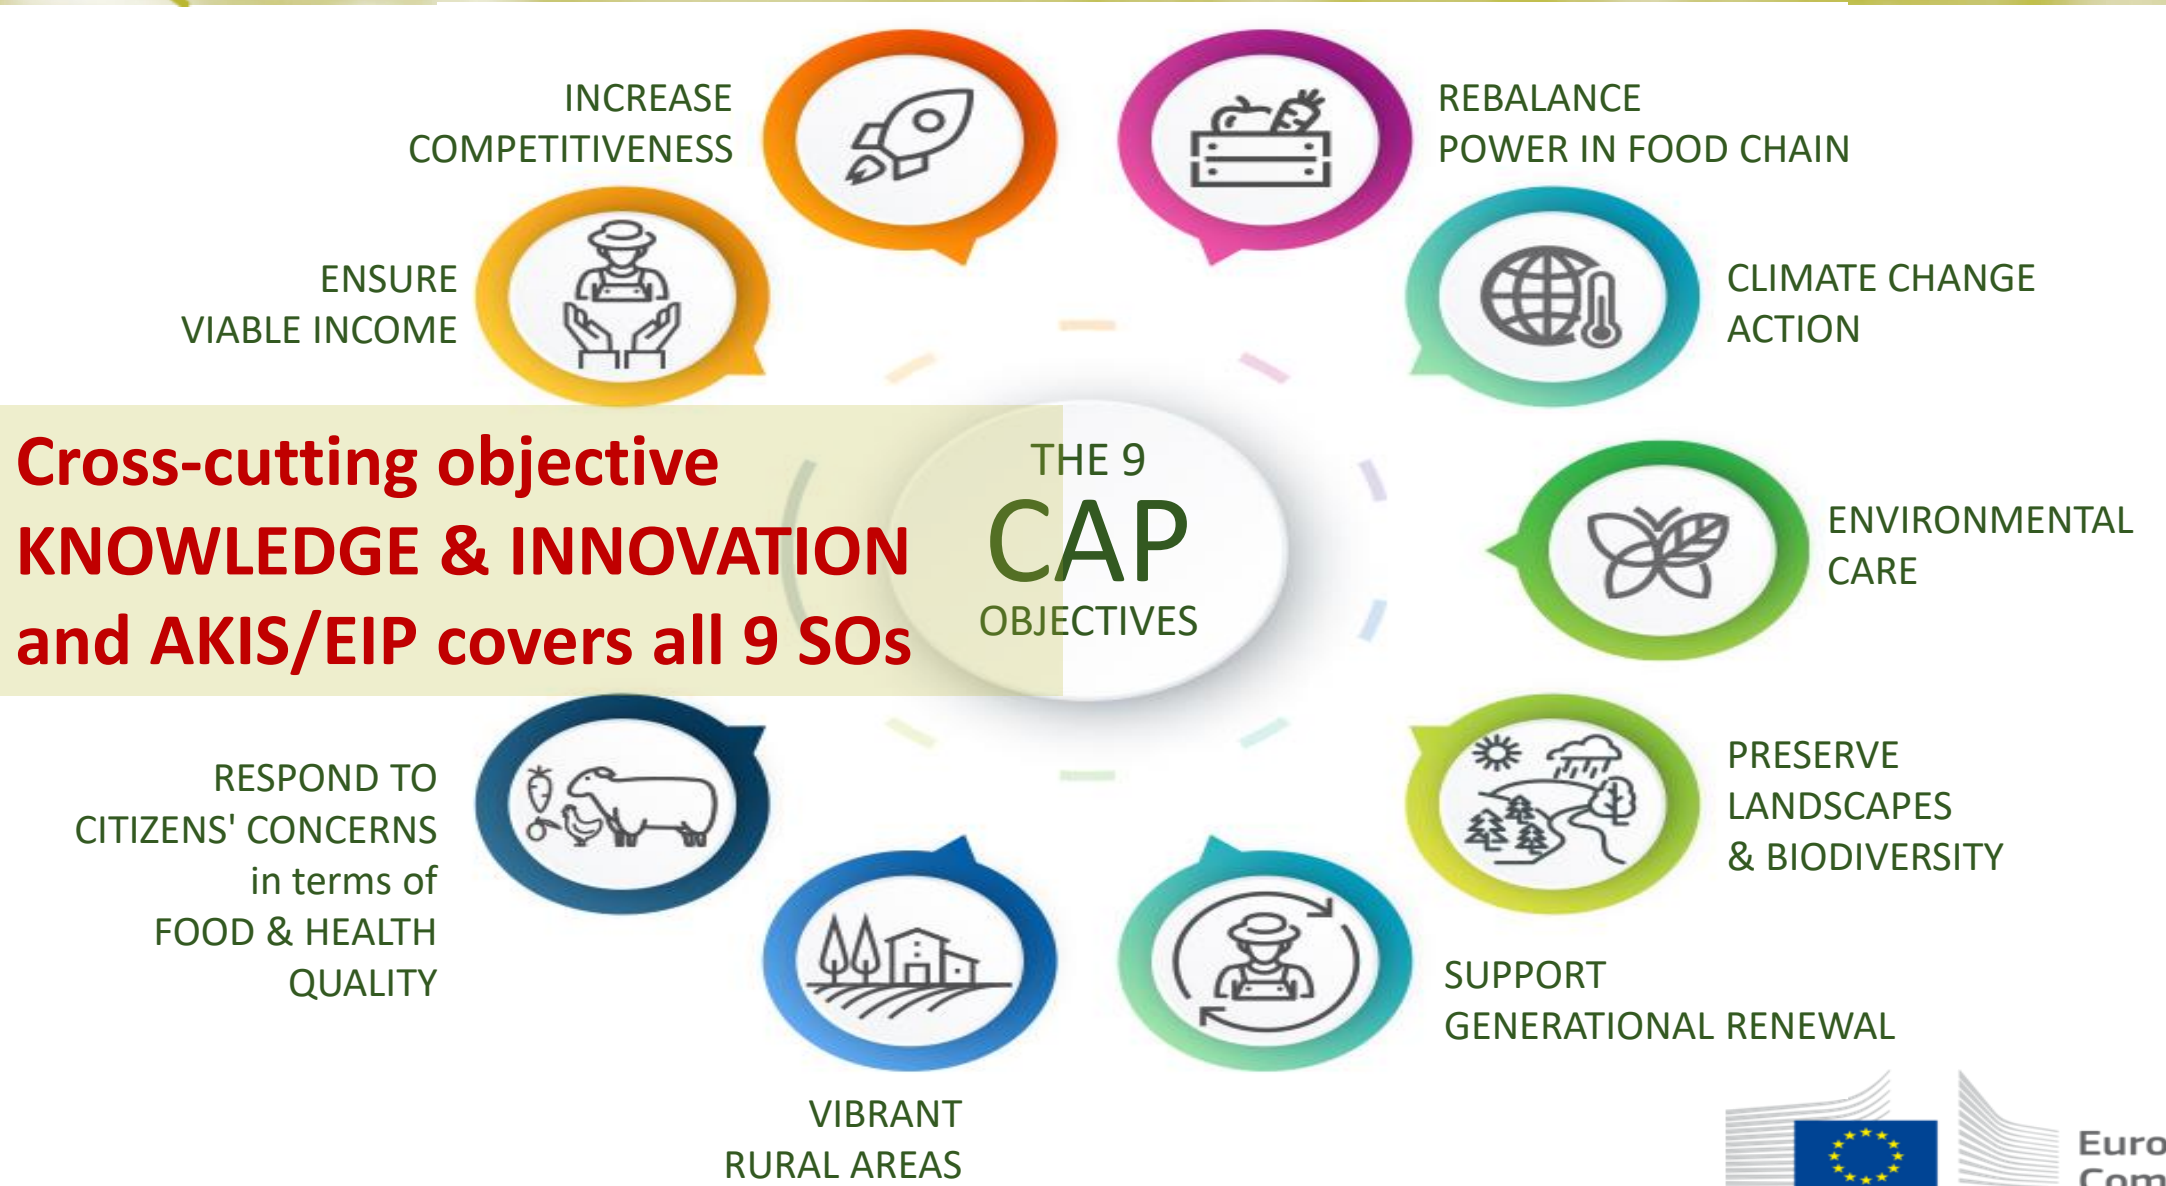 INCREASE
COMPETITIVENESS
REBALANCE
POWER IN FOOD CHAIN
ENSURE
VIABLE INCOME
CLIMATE CHANGE
ACTION
Cross-cutting objective
KNOWLEDGE & INNOVATION
and AKIS/EIP covers all 9 SOs
THE 9
CAP
OBJECTIVES
ENVIRONMENTAL
CARE
RESPOND TO
CITIZENS' CONCERNS
in terms of
FOOD & HEALTH
QUALITY
PRESERVE
LANDSCAPES
& BIODIVERSITY
SUPPORT
GENERATIONAL RENEWAL
VIBRANT
RURAL AREAS
Euro
Com